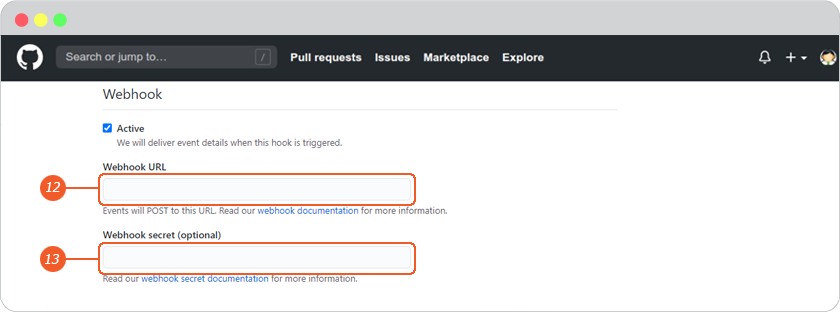 Search or jump to... / Pull requests Issues Marketplace Explore
Webhook
Active
We will deliver event details when this hook is triggered.
Webhook URL
12
Events will POST to this URL. Read our webhook documentation for more information.
Webhook secret (optional)
13
Read our webhook secret documentation for more information.